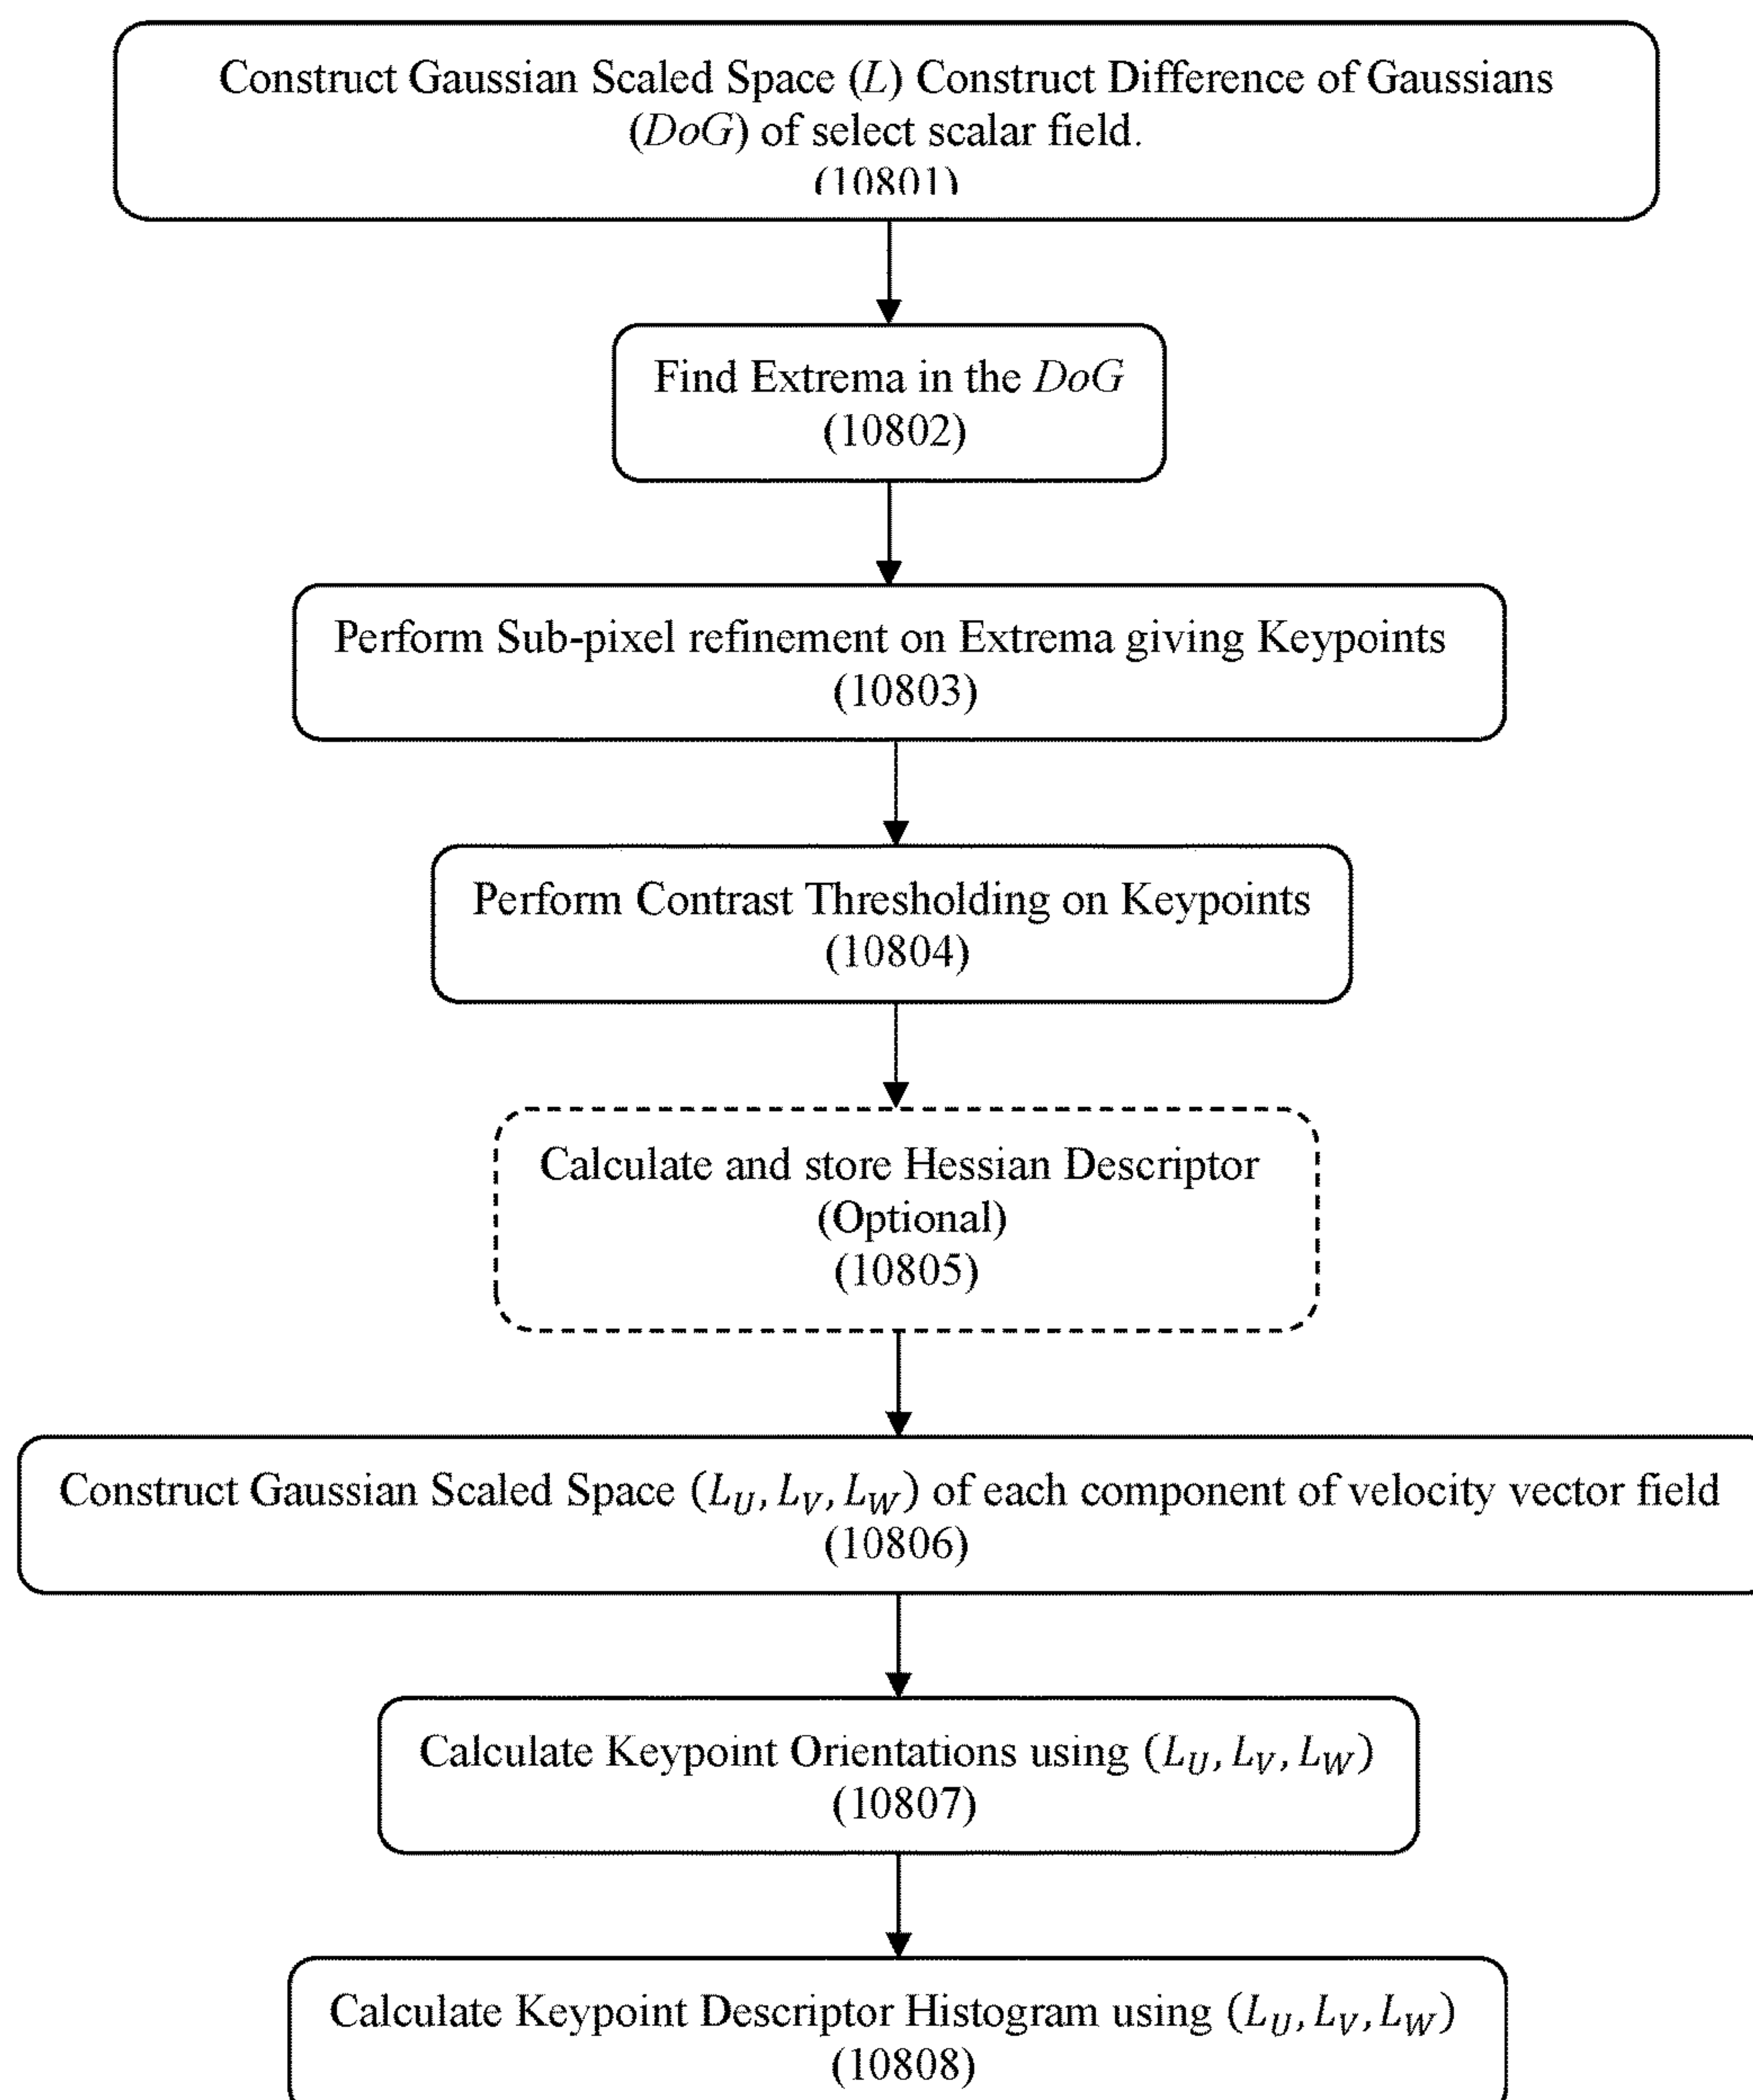 Construct Gaussian Scaled Space (L) Construct Difference of Gaussians
(DoG) of select scalar field.
(10801)
Find Extrema in the DoG
(10802)
Perform Sub-pixel refinement on Extrema giving Keypoints
(10803)
Perform Contrast Thresholding on Keypoints
(10804)
Calculate and store Hessian Descriptor
(Optional)
(10805)
Construct Gaussian Scaled Space (L_U, L_V, L_W) of each component of velocity vector field
(10806)
Calculate Keypoint Orientations using (L_U, L_V, L_W)
(10807)
Calculate Keypoint Descriptor Histogram using (L_U, L_V, L_W)
(10808)